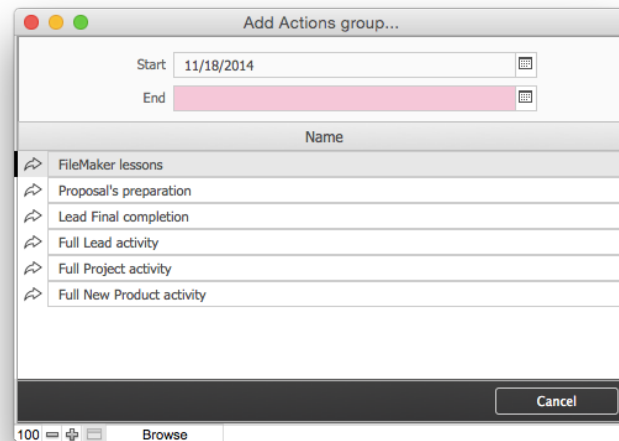 Add Actions group...
Start 11/18/2014
End
Name
FileMaker lessons
Proposal's preparation
Lead Final completion
Full Lead activity
Full Project activity
Full New Product activity
Cancel
100 Browse